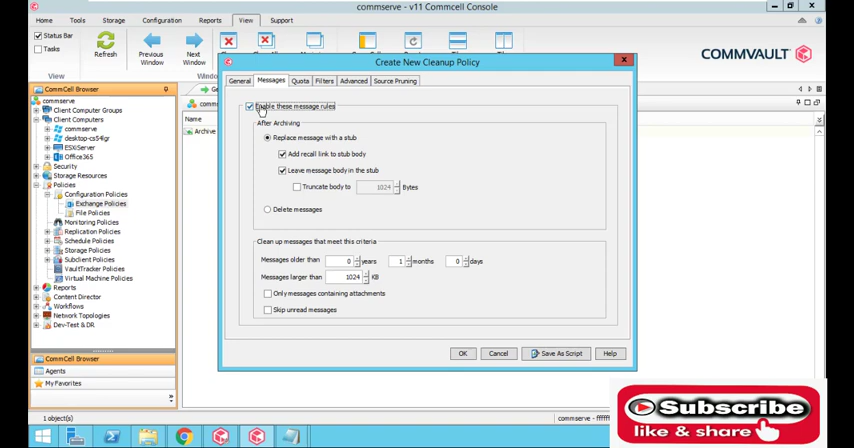 commserve - v11 Commcell Console
Home Tools Storage Configuration Reports View Support
Status Bar
Tasks
View
Refresh
Previous Window
Next Window
COMMVAULT
CommCell Browser
commserve
Client Computer Groups
Client Computers
commserve
desktop-cs54lgr
ESXiServer
Office365
Security
Storage Resources
Policies
Configuration Policies
Exchange Policies
File Policies
Monitoring Policies
Replication Policies
Schedule Policies
Storage Policies
Subclient Policies
VaultTracker Policies
Virtual Machine Policies
Reports
Content Director
Workflows
Network Topologies
Dev-Test & DR
CommCell Browser
Agents
My Favorites
1 object(s)
Name
Archive
Create New Cleanup Policy
General Messages Quota Filters Advanced Source Pruning
Enable these message rules
After Archiving
Replace message with a stub
Add recall link to stub body
Leave message body in the stub
Truncate body to 1024 Bytes
Delete messages
Clean up messages that meet this criteria
Messages older than 0 years 1 months 0 days
Messages larger than 1024 KB
Only messages containing attachments
Skip unread messages
OK Cancel Save As Script Help
Subscribe
like & share